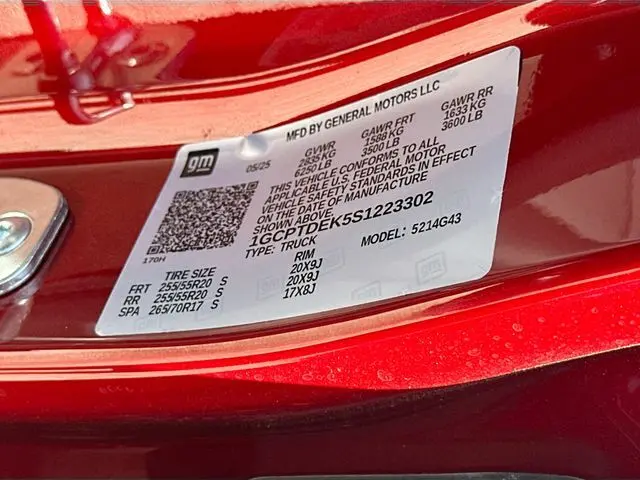 gm
MFD BY GENERAL MOTORS LLC
05/25
GVWR GAWR FRT GAWR RR
2835 KG 1588 KG 1633 KG
6250 LB 3500 LB 3600 LB
THIS VEHICLE CONFORMS TO ALL
APPLICABLE U.S. FEDERAL MOTOR
VEHICLE SAFETY STANDARDS IN EFFECT
ON THE DATE OF MANUFACTURE
SHOWN ABOVE
1GCPTDEK5S1223302
TYPE: TRUCK MODEL: 5214G43
170H
TIRE SIZE RIM
FRT 255/55R20 S 20X9J
RR 255/55R20 S 20X9J
SPA 265/70R17 S 17X8J